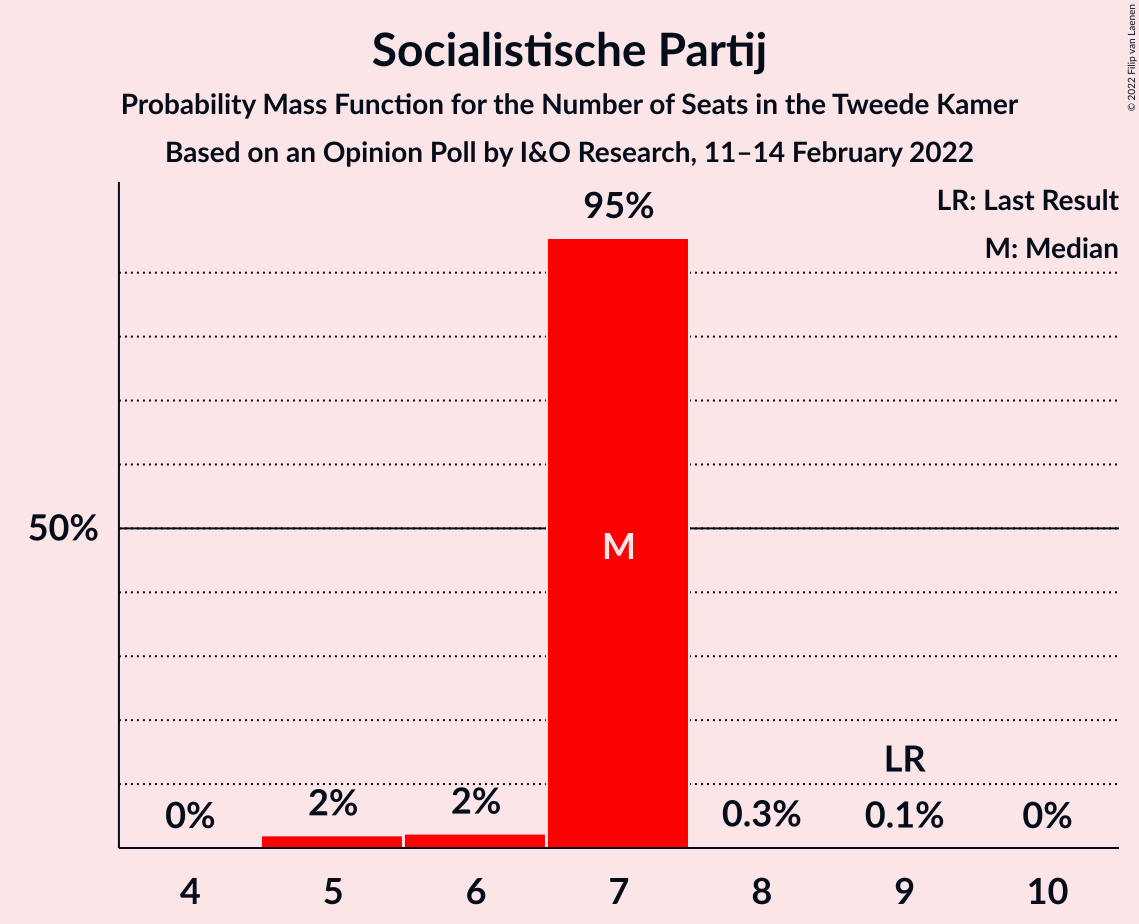 Socialistische Partij
Probability Mass Function for the Number of Seats in the Tweede Kamer
Based on an Opinion Poll by I&O Research, 11–14 February 2022
© 2022 Filip van Laenen
LR: Last Result
M: Median
95%
50%
M
LR
0%
2%
2%
0.3%
0.1%
0%
4
5
6
7
8
9
10